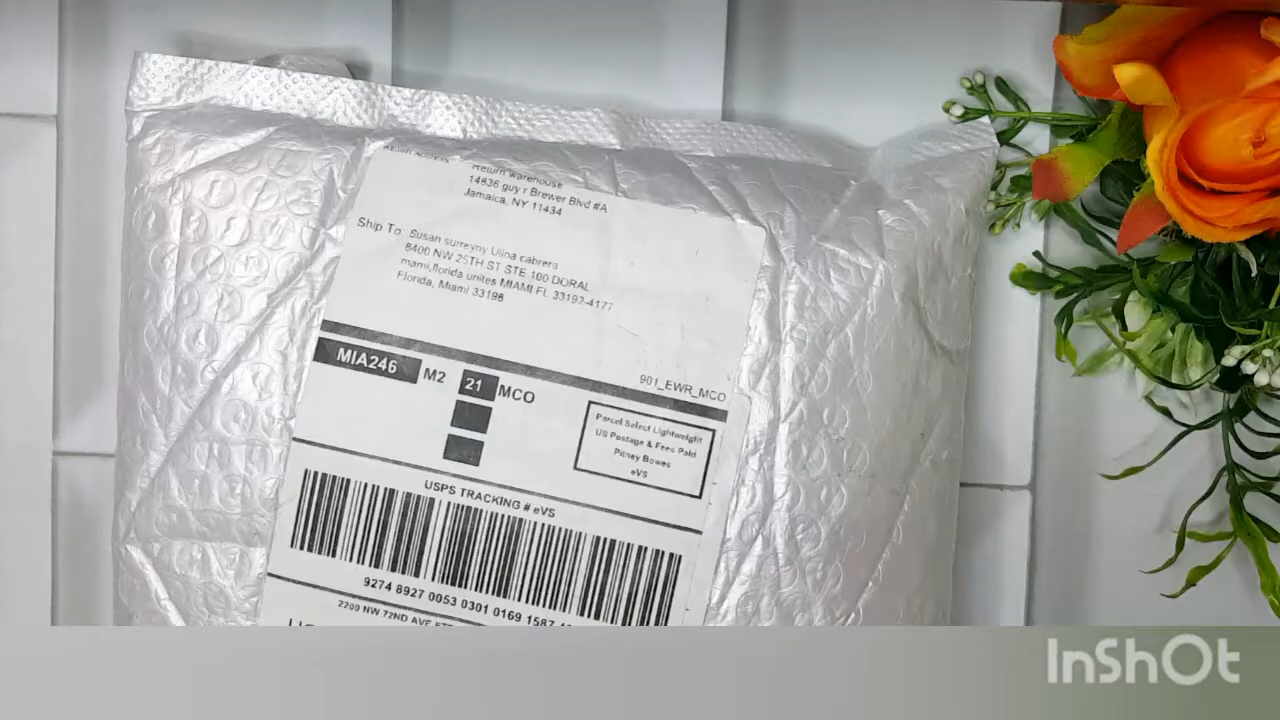 Return Address
Return warehouse
14836 guy r Brewer Blvd #A
Jamaica, NY 11434
Ship To: Susan surreyny Ulloa cabrera
8400 NW 25TH ST STE 100 DORAL,
mami,florida unites MIAMI FL 33192-4177
Florida, Miami 33198
901_EWR_MCO
MIA246 M2 21 MCO
Parcel Select Lightweight
US Postage & Fees Paid
Pitney Bowes
eVS
USPS TRACKING # eVS
9274 8927 0053 0301 0169 1587
2200 NW 72ND AVE
InShOt